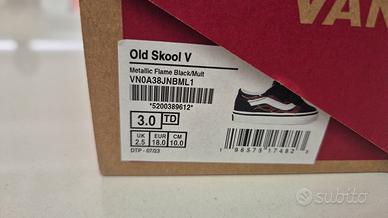 VAN
Old Skool V
Metallic Flame Black/Mult
VN0A38JNBML1
*5200389612*
3.0 TD
UK EUR CM
2.5 18.0 10.0
DTP - 07/23
1 96575 17482
subito